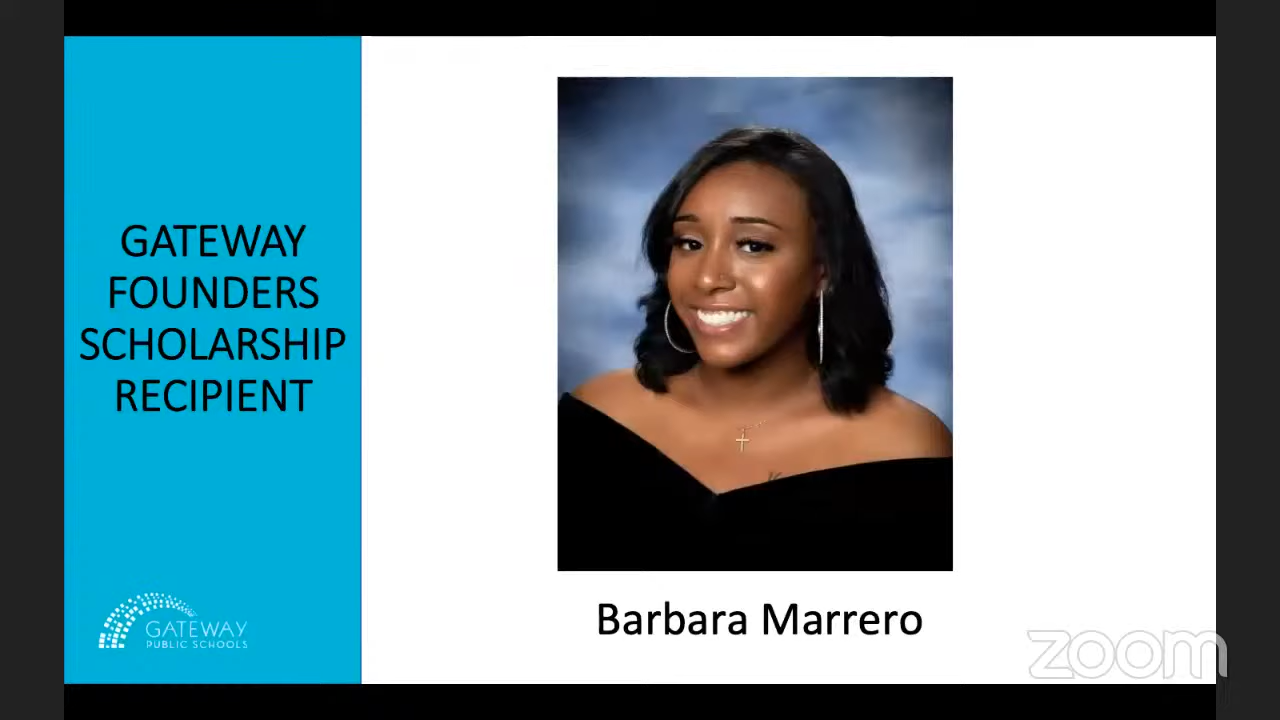 GATEWAY
FOUNDERS
SCHOLARSHIP
RECIPIENT
GATEWAY
PUBLIC SCHOOLS
Barbara Marrero
zoom